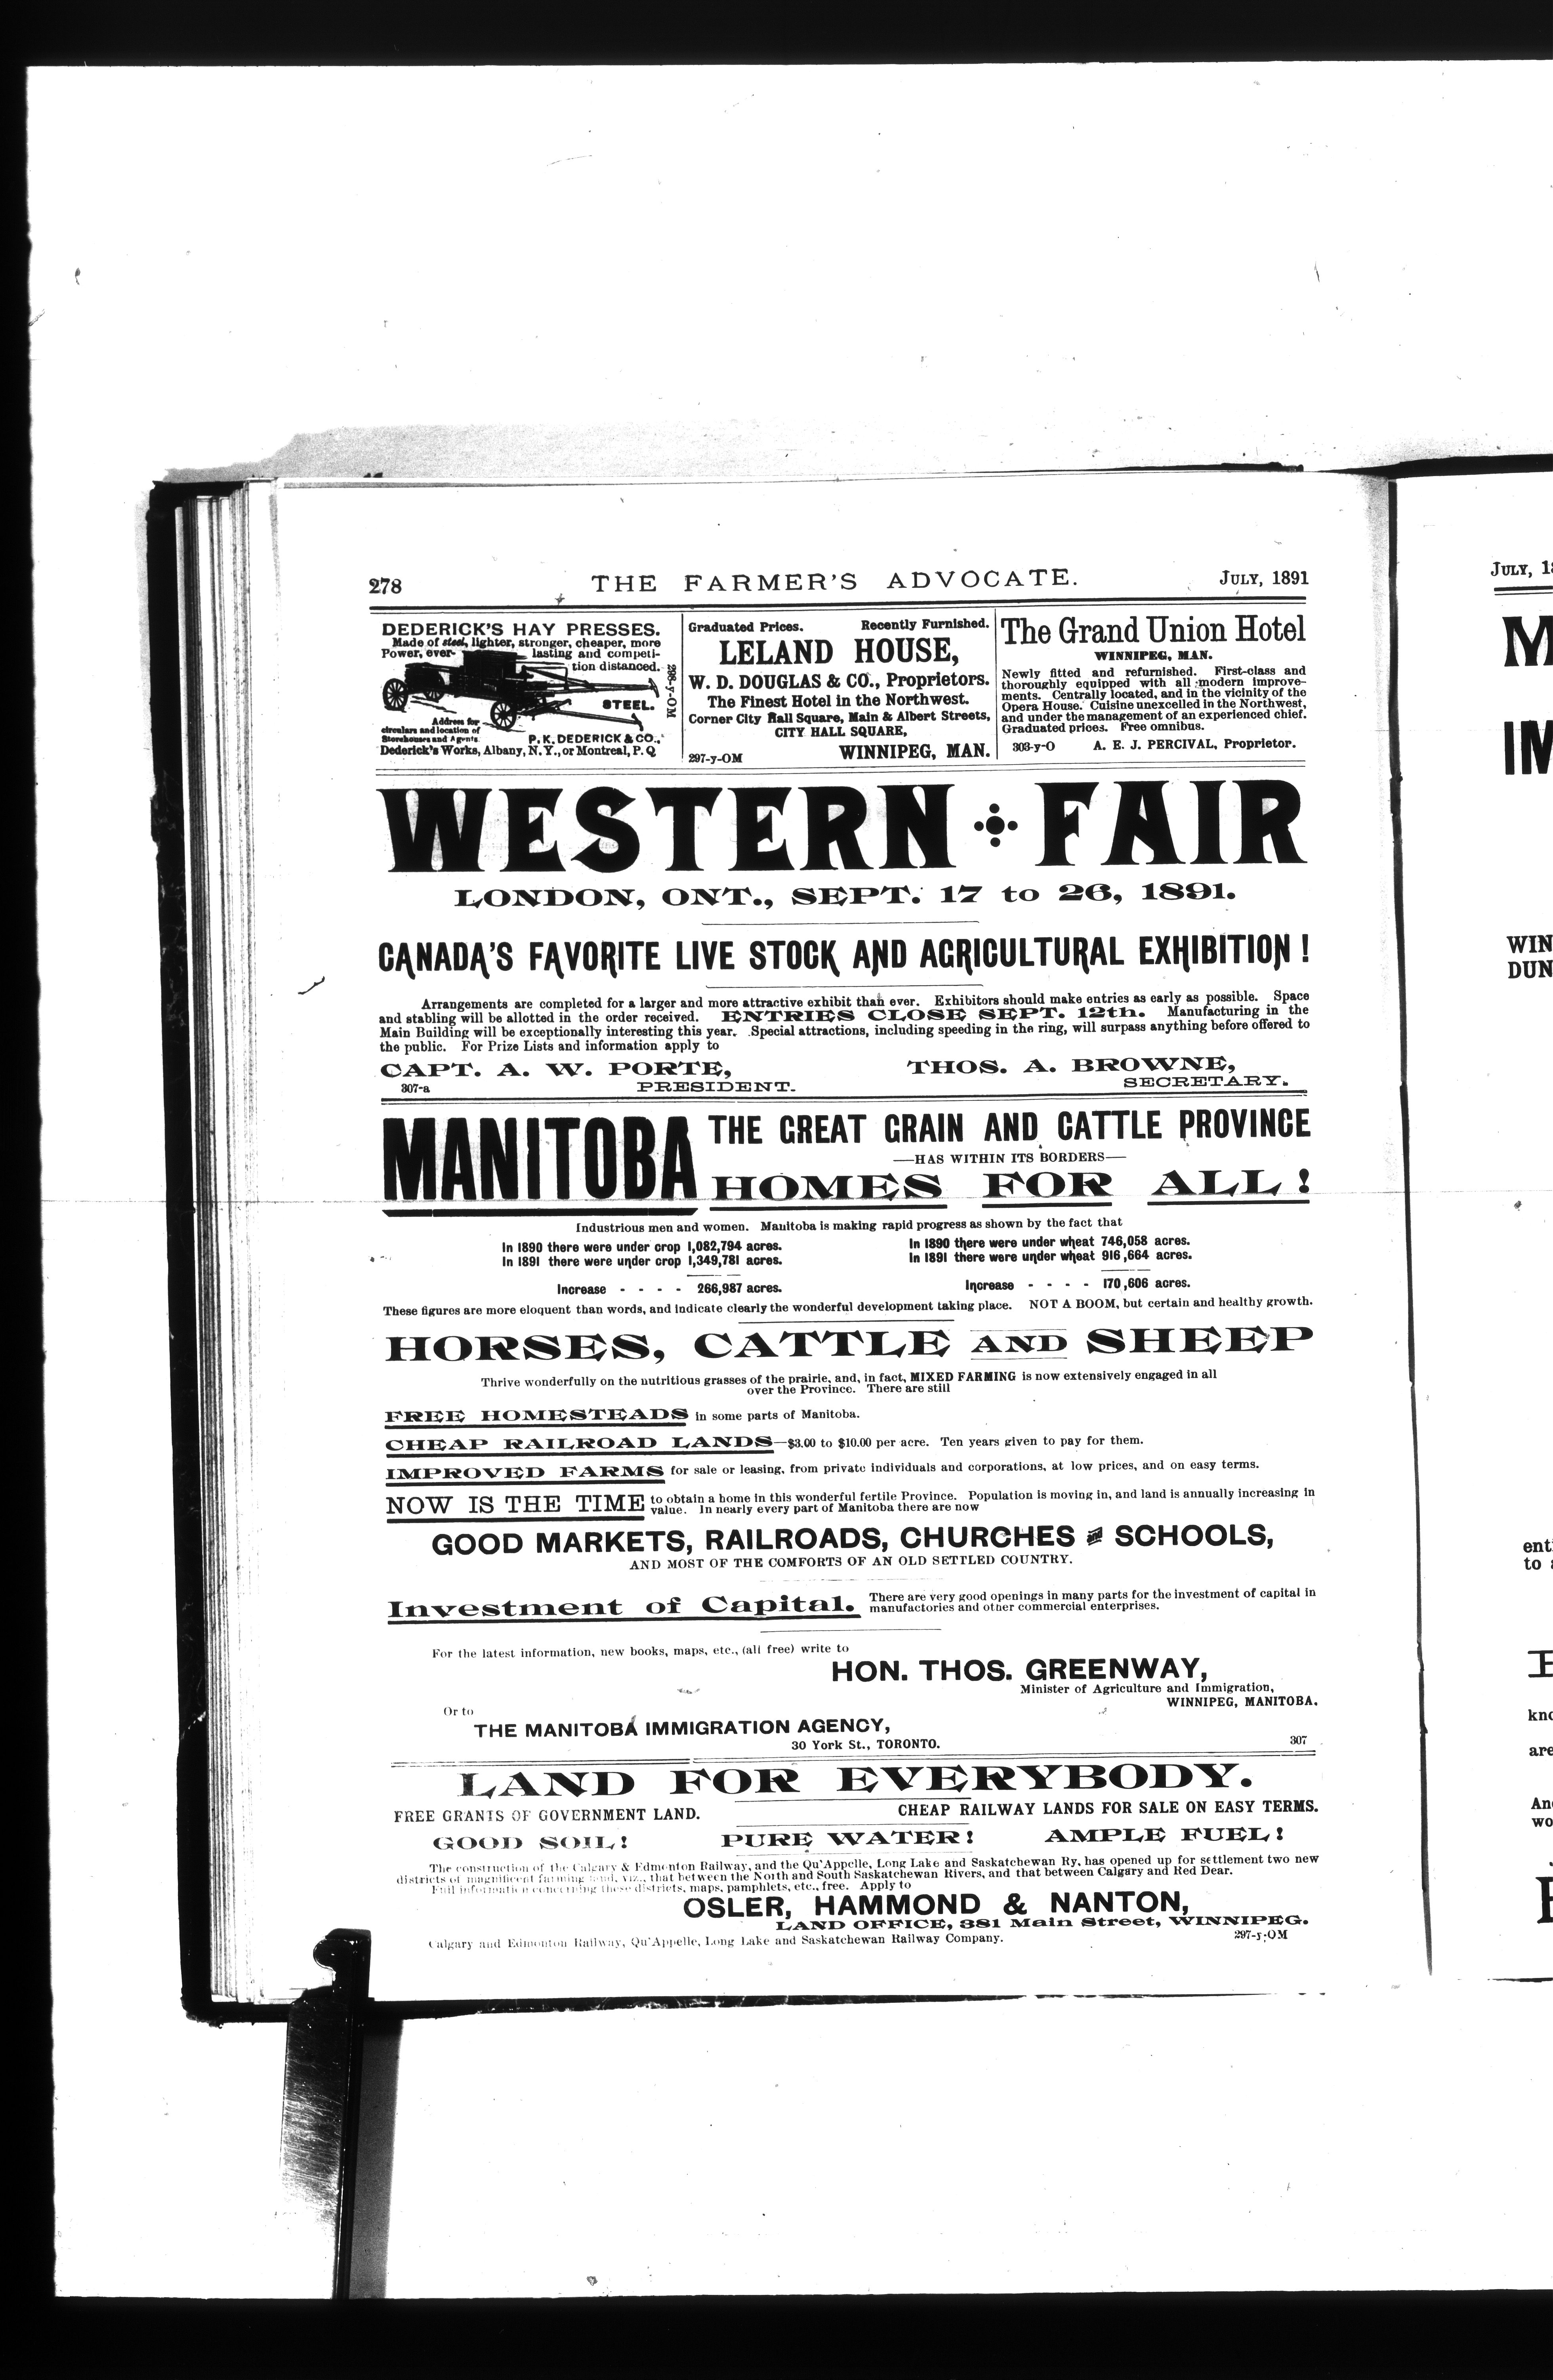 278 THE FARMER'S ADVOCATE. JULY, 1891
DEDERICK'S HAY PRESSES.
Made of steel, lighter, stronger, cheaper, more
Power, everlasting and competi-
tion distanced.
STEEL.
Address for
circulars and location of
Storehouses and Agents.
P. K. DEDERICK & CO.,
Dederick's Works, Albany, N. Y., or Montreal, P. Q
298-y-OM
Graduated Prices. Recently Furnished.
LELAND HOUSE,
W. D. DOUGLAS & CO., Proprietors.
The Finest Hotel in the Northwest.
Corner City Hall Square, Main & Albert Streets,
CITY HALL SQUARE,
297-y-OM WINNIPEG, MAN.
The Grand Union Hotel
WINNIPEG, MAN.
Newly fitted and refurnished. First-class and
thoroughly equipped with all modern improve-
ments. Centrally located, and in the vicinity of the
Opera House. Cuisine unexcelled in the Northwest,
and under the management of an experienced chef.
Graduated prices. Free omnibus.
303-y-O A. E. J. PERCIVAL, Proprietor.
WESTERN FAIR
LONDON, ONT., SEPT. 17 to 26, 1891.
CANADA'S FAVORITE LIVE STOCK AND AGRICULTURAL EXHIBITION!
Arrangements are completed for a larger and more attractive exhibit than ever. Exhibitors should make entries as early as possible. Space
and stabling will be allotted in the order received. ENTRIES CLOSE SEPT. 12th. Manufacturing in the
Main Building will be exceptionally interesting this year. Special attractions, including speeding in the ring, will surpass anything before offered to
the public. For Prize Lists and information apply to
CAPT. A. W. PORTE, THOS. A. BROWNE,
307-a PRESIDENT. SECRETARY.
MANITOBA THE GREAT GRAIN AND CATTLE PROVINCE
—HAS WITHIN ITS BORDERS—
HOMES FOR ALL!
Industrious men and women. Manitoba is making rapid progress as shown by the fact that
In 1890 there were under crop 1,082,794 acres.
In 1891 there were under crop 1,349,781 acres.
Increase - - - - 266,987 acres.
In 1890 there were under wheat 746,058 acres.
In 1891 there were under wheat 916,664 acres.
Increase - - - - 170,606 acres.
These figures are more eloquent than words, and indicate clearly the wonderful development taking place. NOT A BOOM, but certain and healthy growth.
HORSES, CATTLE AND SHEEP
Thrive wonderfully on the nutritious grasses of the prairie, and, in fact, MIXED FARMING is now extensively engaged in all
over the Province. There are still
FREE HOMESTEADS in some parts of Manitoba.
CHEAP RAILROAD LANDS—$3.00 to $10.00 per acre. Ten years given to pay for them.
IMPROVED FARMS for sale or leasing, from private individuals and corporations, at low prices, and on easy terms.
NOW IS THE TIME to obtain a home in this wonderful fertile Province. Population is moving in, and land is annually increasing in
value. In nearly every part of Manitoba there are now
GOOD MARKETS, RAILROADS, CHURCHES AND SCHOOLS,
AND MOST OF THE COMFORTS OF AN OLD SETTLED COUNTRY.
Investment of Capital. There are very good openings in many parts for the investment of capital in
manufactories and other commercial enterprises.
For the latest information, new books, maps, etc., (all free) write to
HON. THOS. GREENWAY,
Minister of Agriculture and Immigration,
WINNIPEG, MANITOBA.
Or to
THE MANITOBA IMMIGRATION AGENCY,
30 York St., TORONTO. 307
LAND FOR EVERYBODY.
FREE GRANTS OF GOVERNMENT LAND. CHEAP RAILWAY LANDS FOR SALE ON EASY TERMS.
GOOD SOIL! PURE WATER! AMPLE FUEL!
The construction of the Calgary & Edmonton Railway, and the Qu'Appelle, Long Lake and Saskatchewan Ry, has opened up for settlement two new
districts of magnificent farming land, viz., that between the North and South Saskatchewan Rivers, and that between Calgary and Red Dear.
Full information concerning these districts, maps, pamphlets, etc., free. Apply to
OSLER, HAMMOND & NANTON,
LAND OFFICE, 381 Main Street, WINNIPEG.
Calgary and Edmonton Railway, Qu'Appelle, Long Lake and Saskatchewan Railway Company. 297-y-OM
JULY, 18
M
IM
WIN
DUN
ent
to
kno
are
An
wo